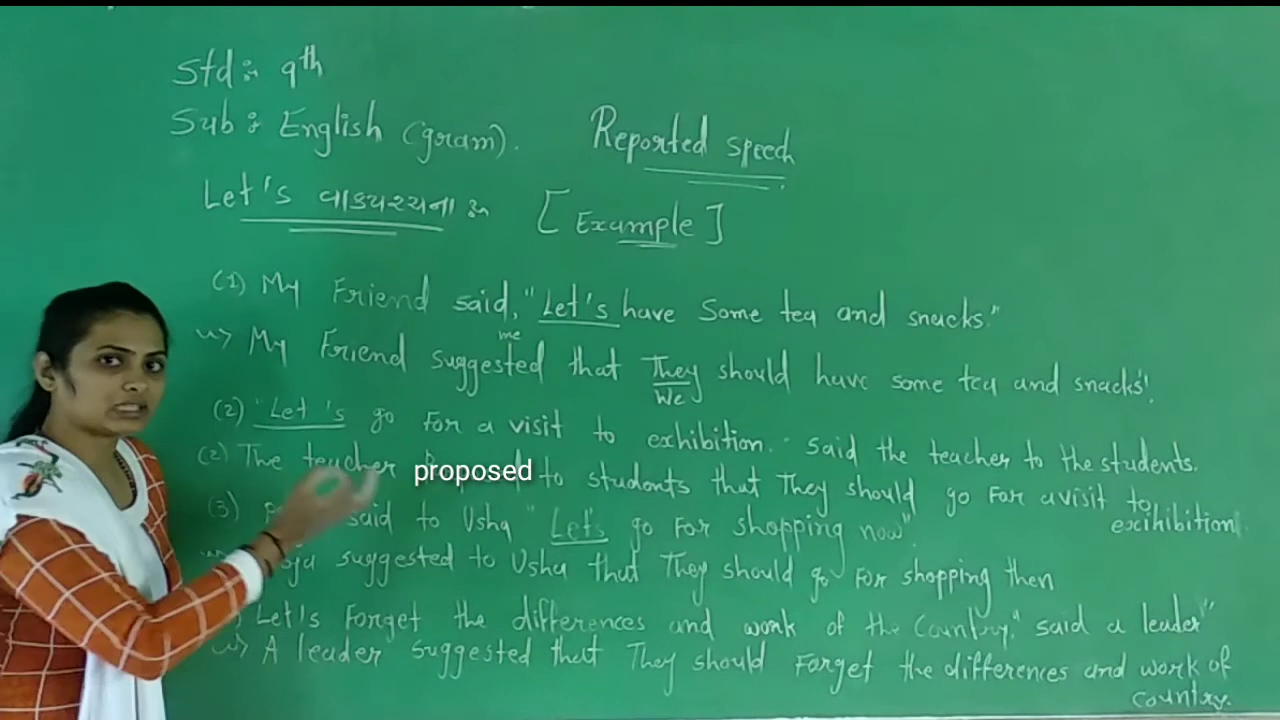 Std :- 9th
Sub : English (gram).
Reported speech
Let's વાક્યરચના :-
[Example]
(1) My Friend said, "Let's have some tea and snacks."
me
My Friend suggested that They should have some tea and snacks".
We
(2) "Let's go For a visit to exhibition. said the teacher to the students.
(2) The teacher proposed to students that They should go For a visit to
excihibition
(3) said to Usha "Let's go For shopping now".
suggested to Usha that They should go For shopping then
Let's Forget the differences and work of the Country," said a leader"
A leader suggested that They should Forget the differences and work of
country.